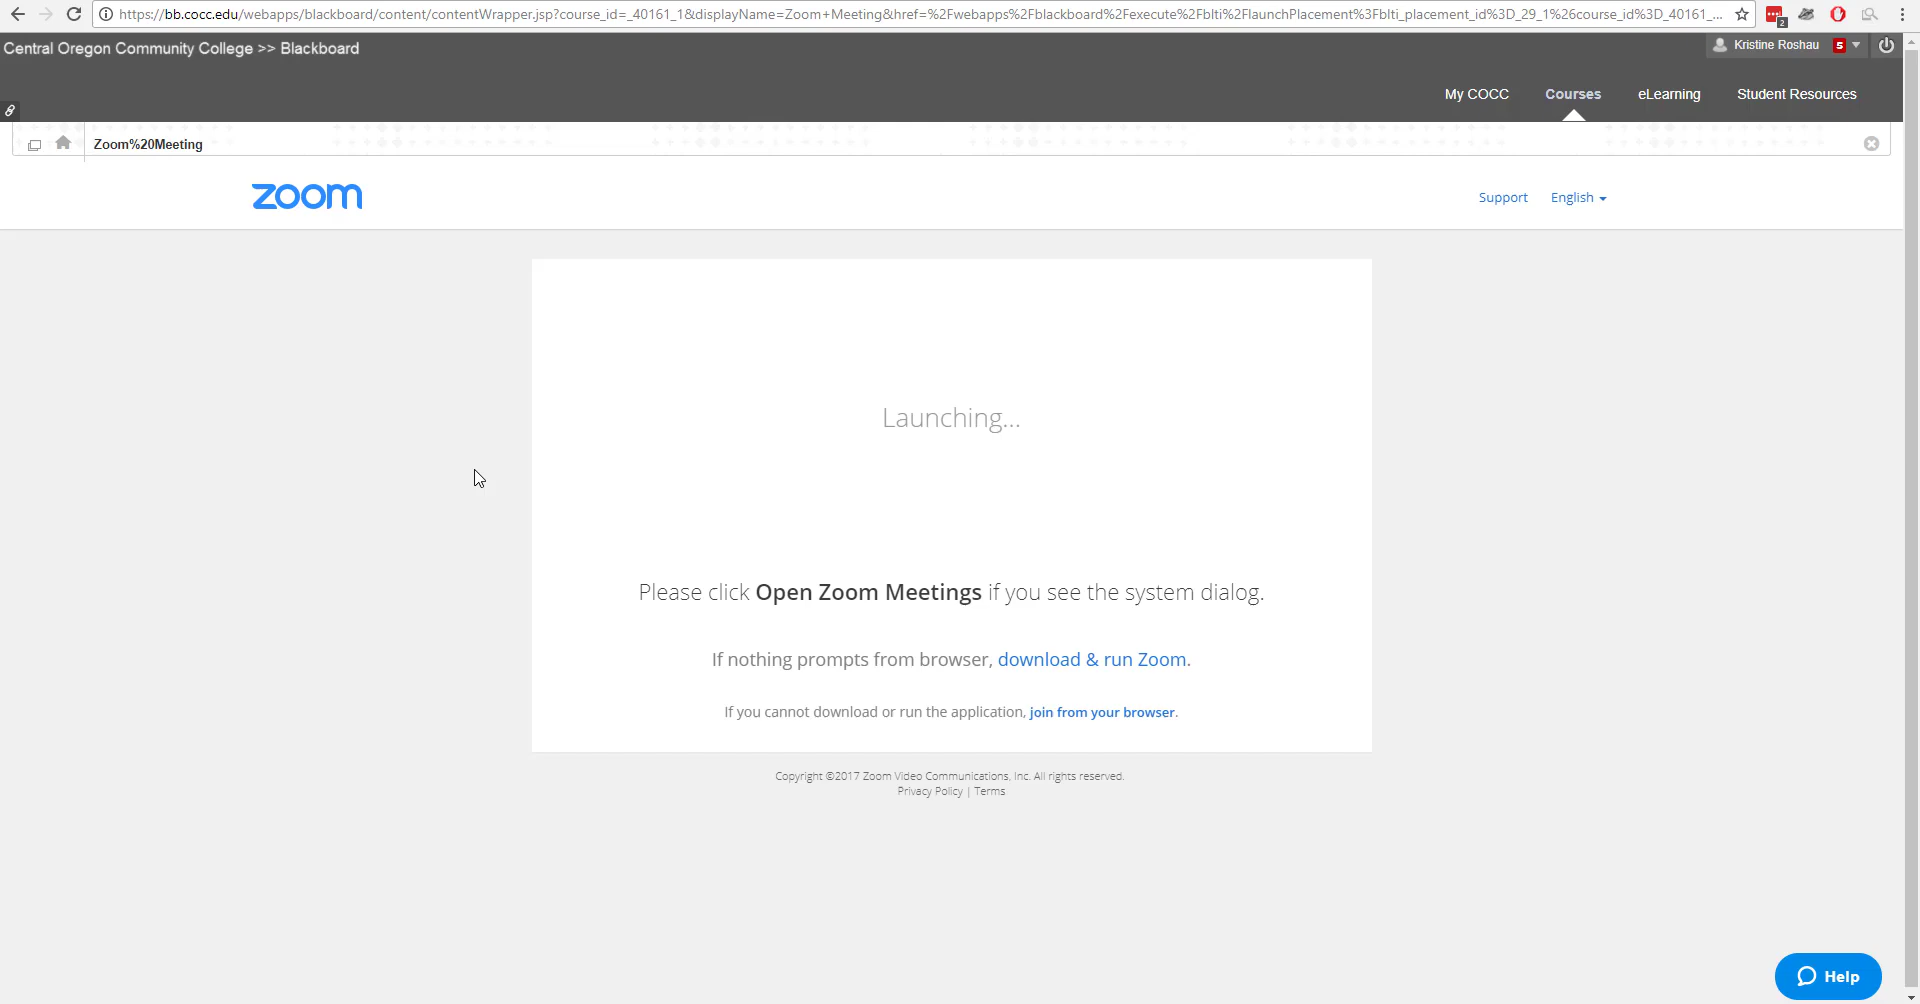 https://bb.cocc.edu/webapps/blackboard/content/contentWrapper.jsp?course_id=_40161_1&displayName=Zoom+Meeting&href=%2Fwebapps%2Fblackboard%2Fexecute%2Fblti%2FlaunchPlacement%3Fblti_placement_id%3D_29_1%26course_id%3D_40161_...
2
Central Oregon Community College >> Blackboard
Kristine Roshau 5
My COCC Courses eLearning Student Resources
Zoom%20Meeting
zoom
Support English
Launching...
Please click Open Zoom Meetings if you see the system dialog.
If nothing prompts from browser, download & run Zoom.
If you cannot download or run the application, join from your browser.
Copyright ©2017 Zoom Video Communications, Inc. All rights reserved.
Privacy Policy | Terms
Help